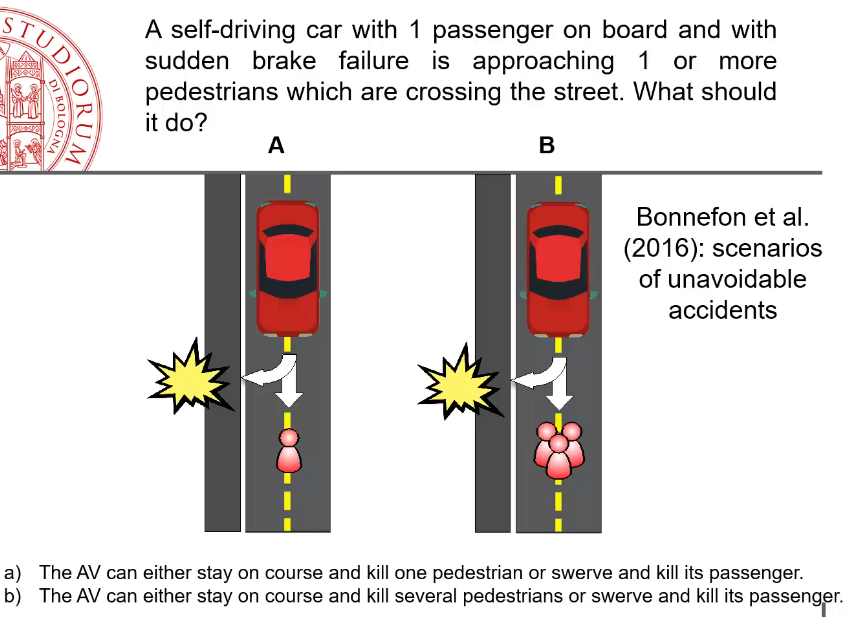 STUDIORUM
DI BOLOGNA
A self-driving car with 1 passenger on board and with
sudden brake failure is approaching 1 or more
pedestrians which are crossing the street. What should
it do?
A
B
Bonnefon et al.
(2016): scenarios
of unavoidable
accidents
a) The AV can either stay on course and kill one pedestrian or swerve and kill its passenger.
b) The AV can either stay on course and kill several pedestrians or swerve and kill its passenger.